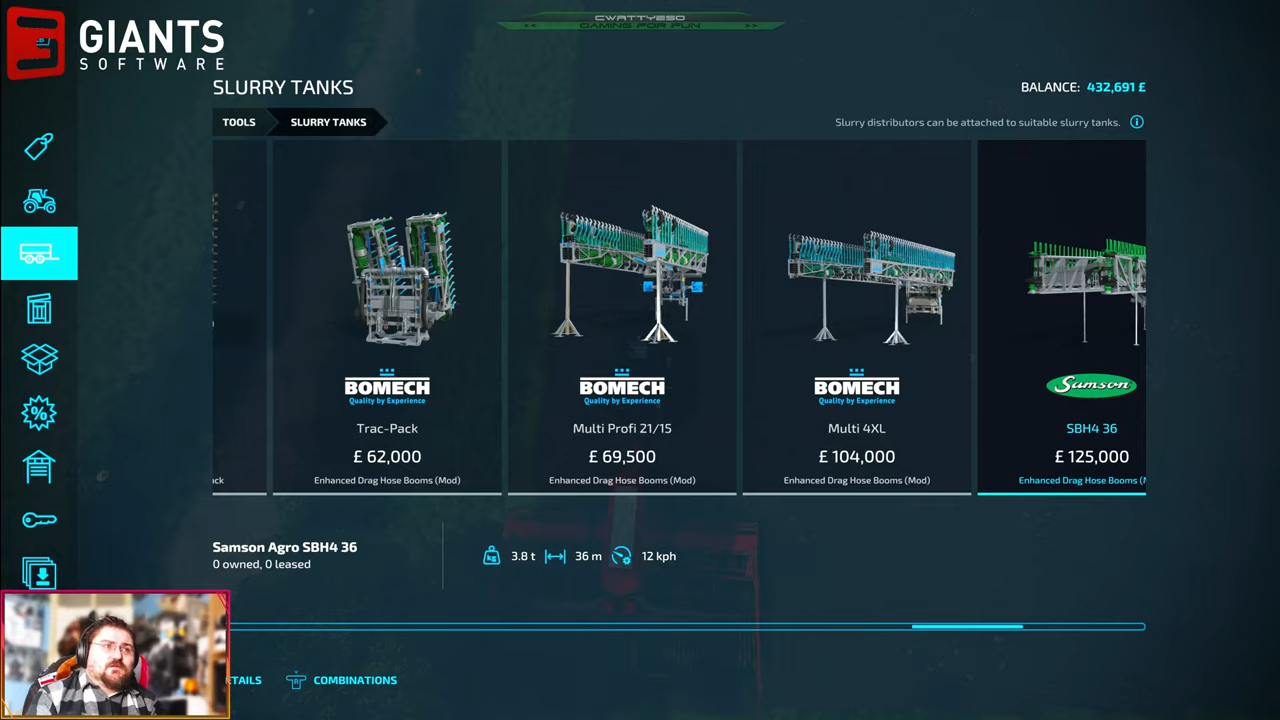 CWATTYESO
<< GAMING FOR FUN >>
GIANTS
SOFTWARE
SLURRY TANKS
BALANCE: 432,691 £
TOOLS SLURRY TANKS
Slurry distributors can be attached to suitable slurry tanks.
BOMECH
Quality by Experience
Trac-Pack
£ 62,000
Enhanced Drag Hose Booms (Mod)
BOMECH
Quality by Experience
Multi Profi 21/15
£ 69,500
Enhanced Drag Hose Booms (Mod)
BOMECH
Quality by Experience
Multi 4XL
£ 104,000
Enhanced Drag Hose Booms (Mod)
Samson
SBH4 36
£ 125,000
Enhanced Drag Hose Booms (
Samson Agro SBH4 36
0 owned, 0 leased
3.8 t 36 m 12 kph
ETAILS COMBINATIONS